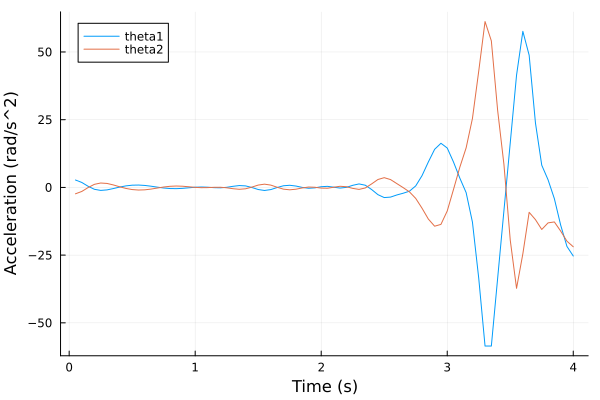 theta1
theta2
50
25
0
−25
−50
Acceleration (rad/s^2)
0 1 2 3 4
Time (s)